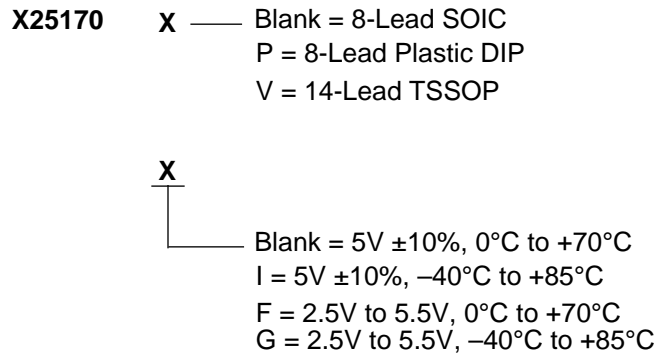 X25170 X Blank = 8-Lead SOIC
P = 8-Lead Plastic DIP
V = 14-Lead TSSOP
X
Blank = 5V ±10%, 0°C to +70°C
I = 5V ±10%, –40°C to +85°C
F = 2.5V to 5.5V, 0°C to +70°C
G = 2.5V to 5.5V, –40°C to +85°C